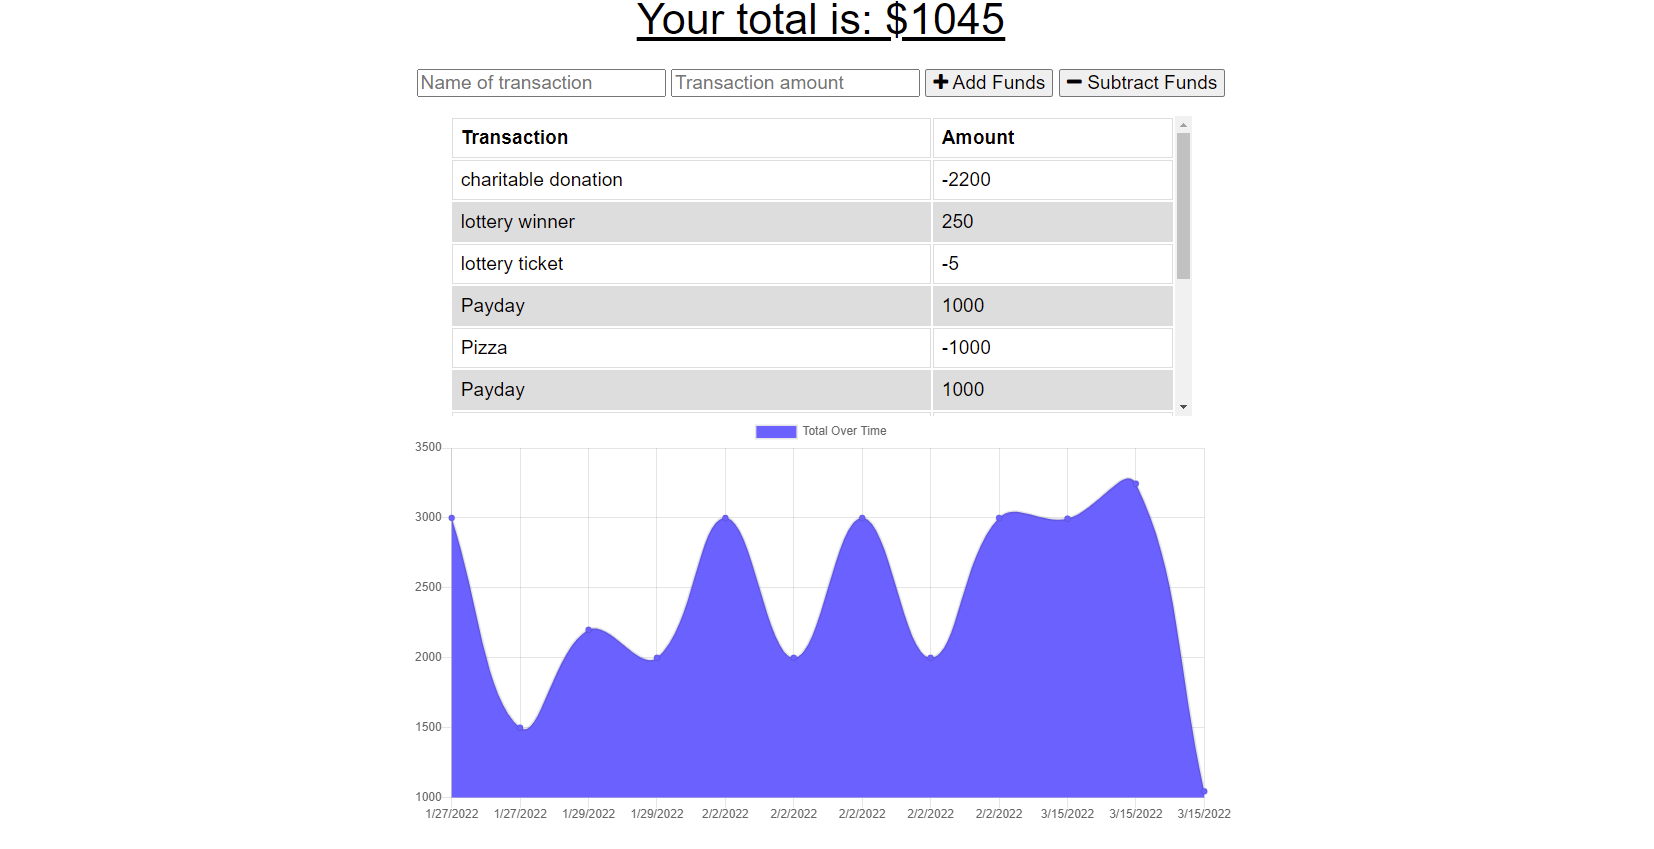 Your total is: $1045
Name of transaction Transaction amount Add Funds Subtract Funds
Transaction Amount
charitable donation -2200
lottery winner 250
lottery ticket -5
Payday 1000
Pizza -1000
Payday 1000
Total Over Time
3500
3000
2500
2000
1500
1000
1/27/2022 1/27/2022 1/29/2022 1/29/2022 2/2/2022 2/2/2022 2/2/2022 2/2/2022 2/2/2022 3/15/2022 3/15/2022 3/15/2022